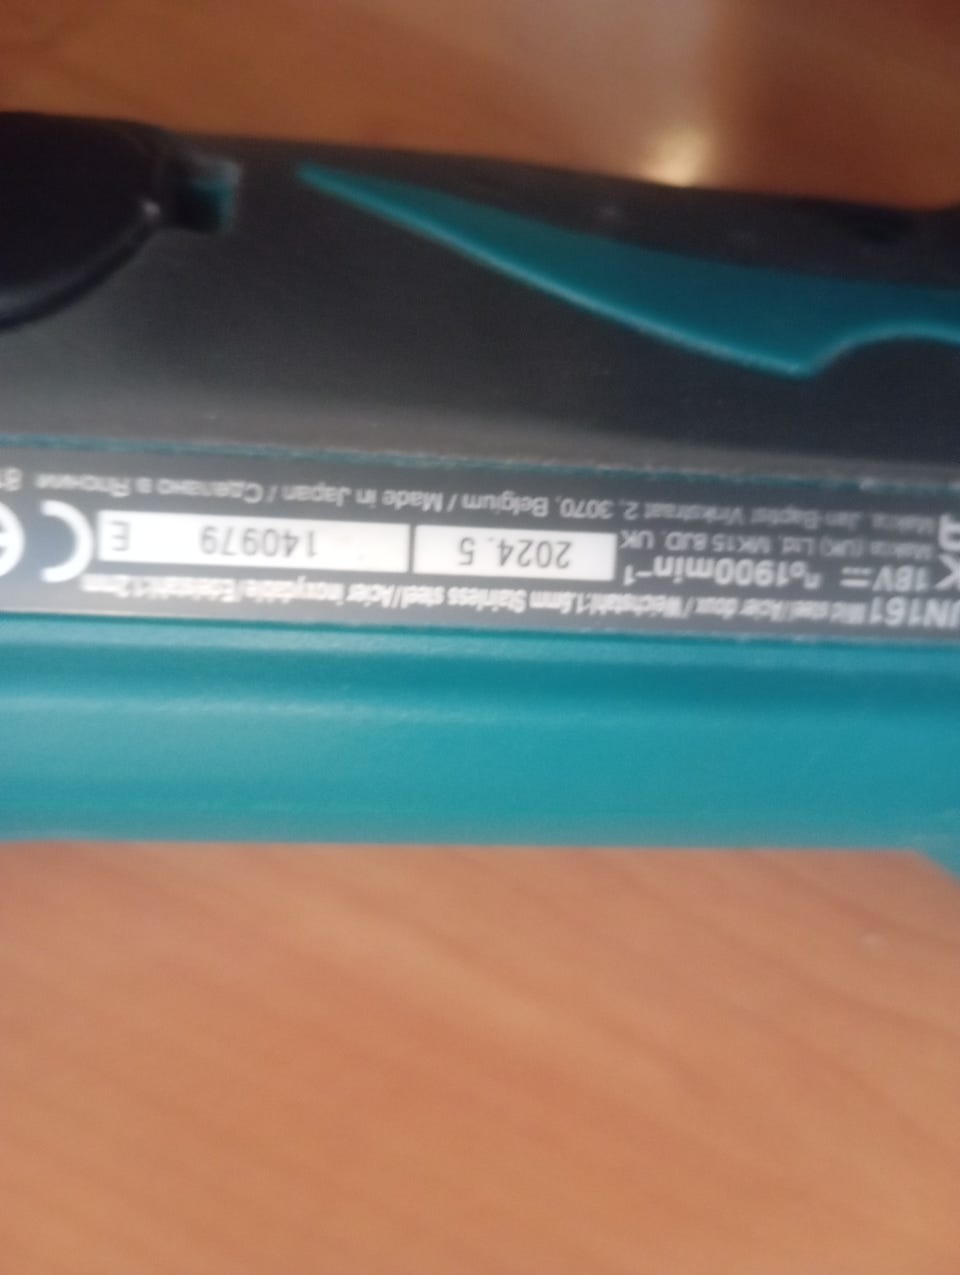 JN161 Mild steel/Acier doux / Weichstahl:1.6mm Stainless steel/Acier inoxydable / Edelstahl:1.2mm
18V⎓ n₀1900min⁻¹ 2024. 5 140979 E CE
Makita (UK) Ltd, MK15 8JD, UK
Makita, Jan-Baptist Vinkstraat 2, 3070, Belgium / Made in Japan / Сделано в Японии